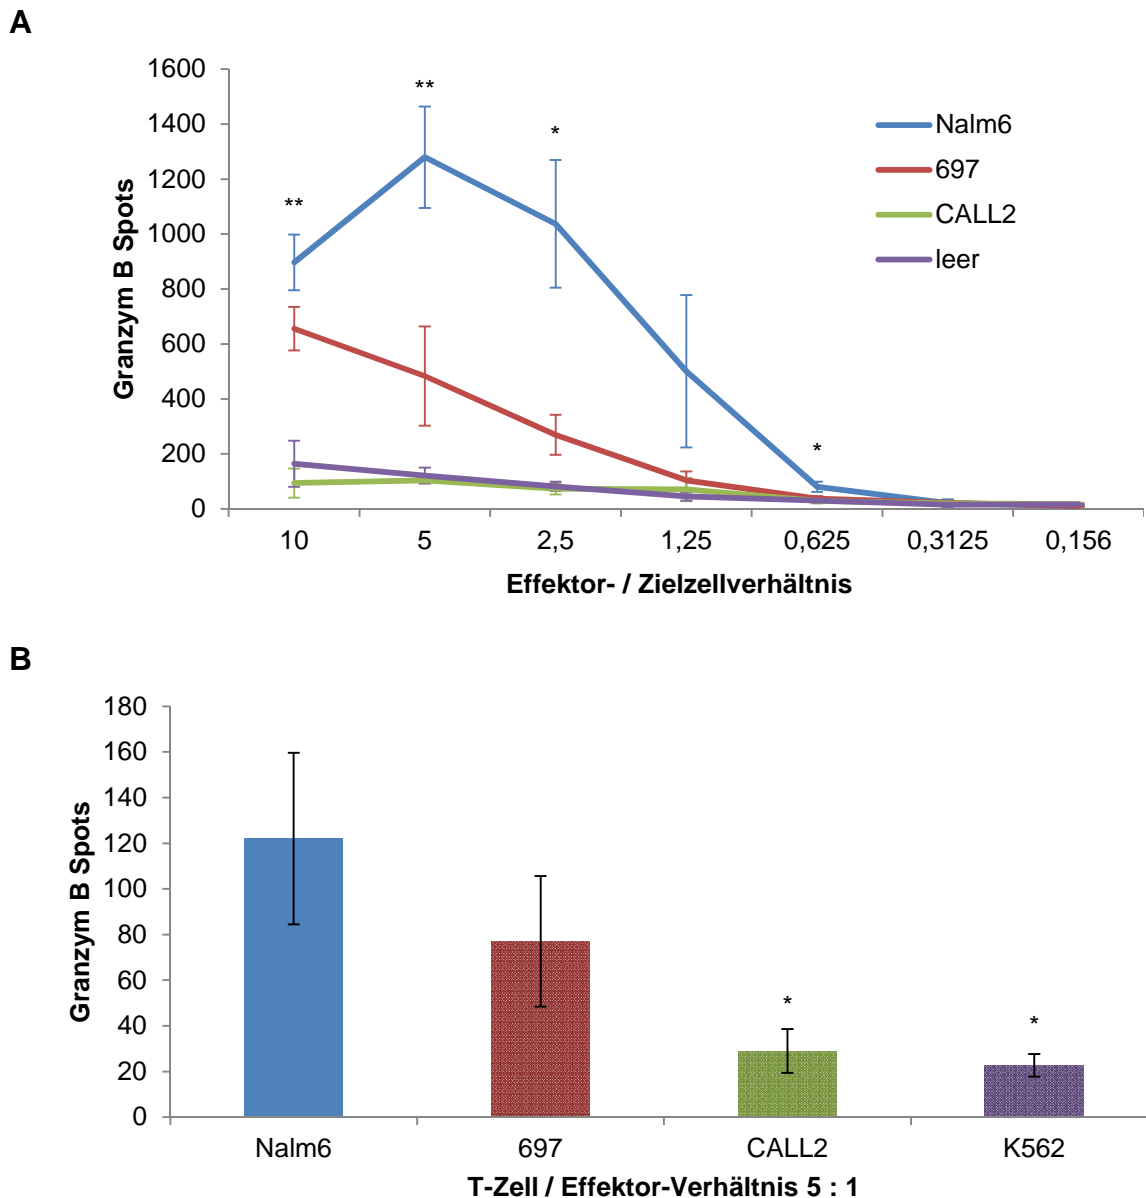 A
Granzym B Spots
1600
1400
1200
1000
800
600
400
200
0
**
**
*
*
Nalm6
697
CALL2
leer
10 5 2,5 1,25 0,625 0,3125 0,156
Effektor- / Zielzellverhältnis
B
Granzym B Spots
180
160
140
120
100
80
60
40
20
0
*
*
Nalm6 697 CALL2 K562
T-Zell / Effektor-Verhältnis 5 : 1